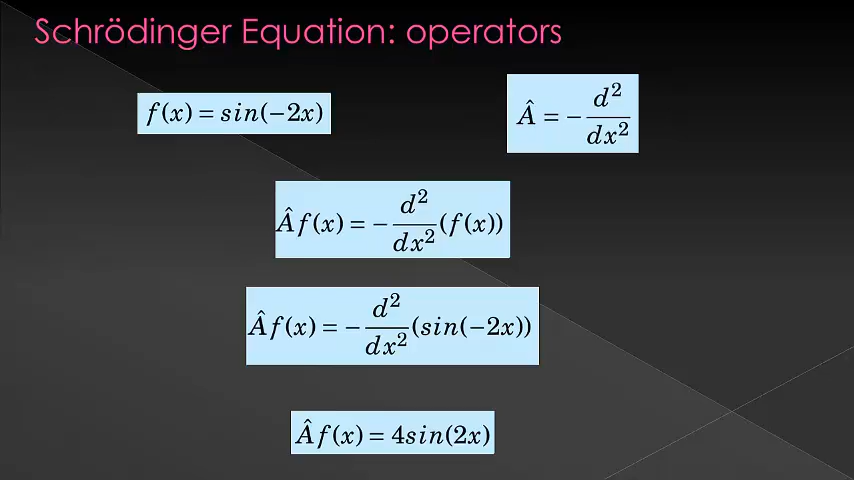 Schrödinger Equation: operators
f(x) = sin(−2x)
Â = − d²/dx²
Âf(x) = − d²/dx² (f(x))
Âf(x) = − d²/dx² (sin(−2x))
Âf(x) = 4sin(2x)